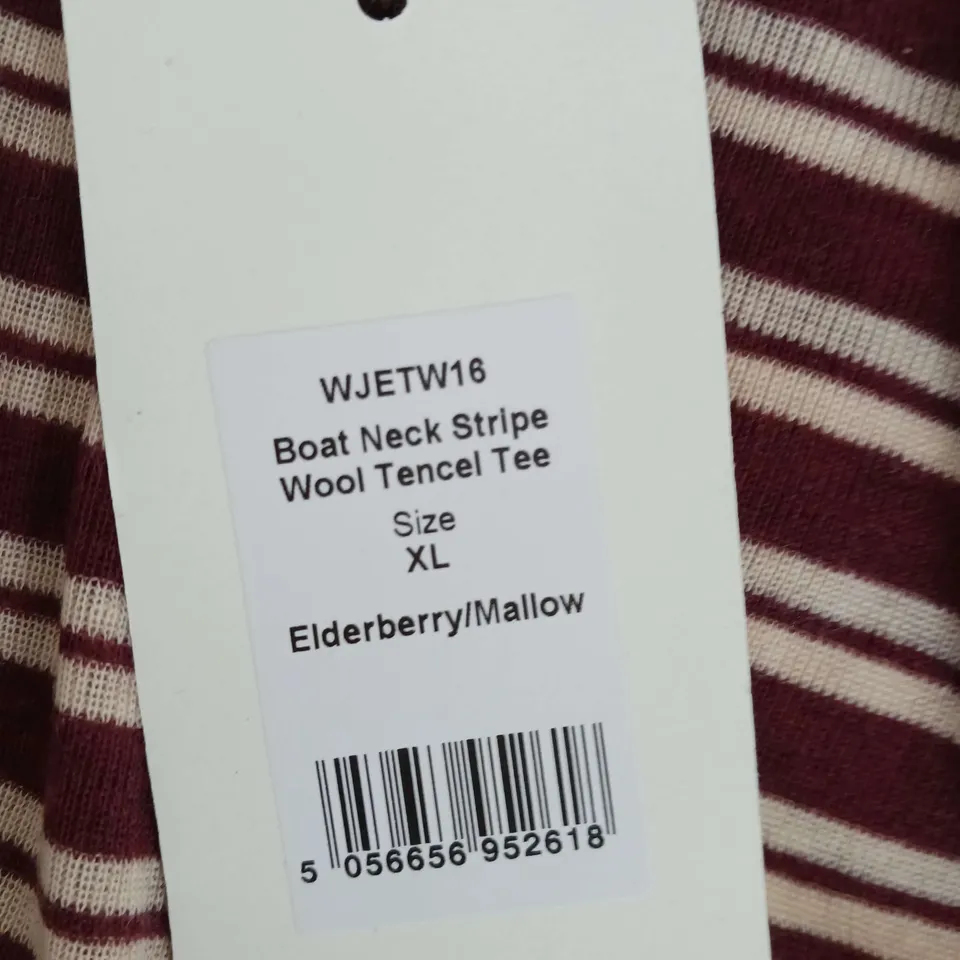 WJETW16
Boat Neck Stripe
Wool Tencel Tee
Size
XL
Elderberry/Mallow
5 056656 952618